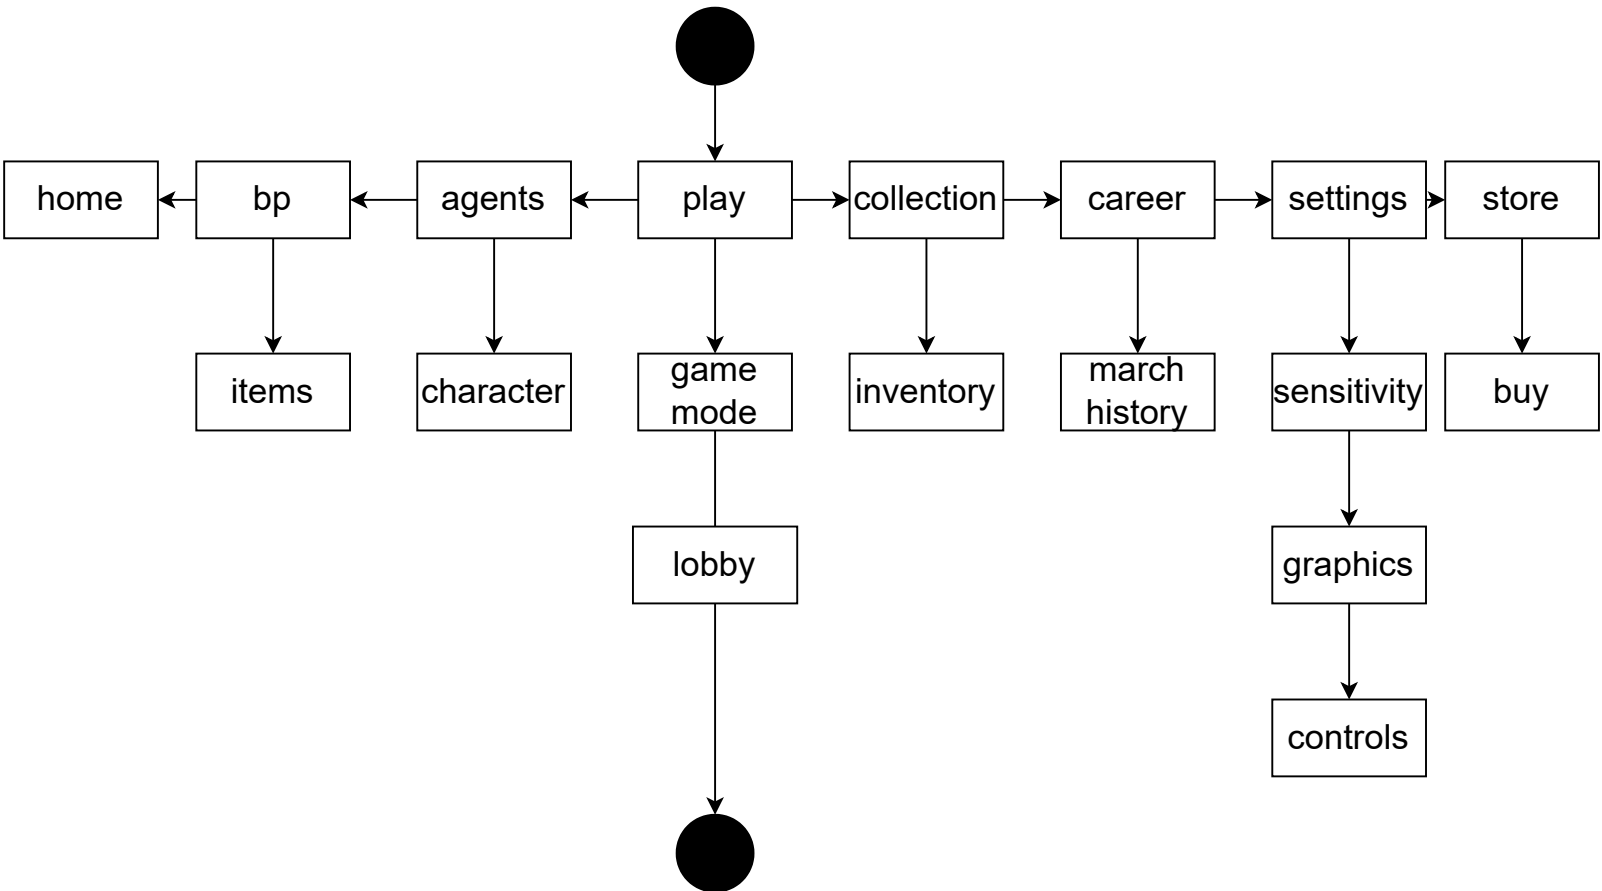 home
bp
agents
play
collection
career
settings
store
items
character
game
mode
inventory
march
history
sensitivity
buy
lobby
graphics
controls